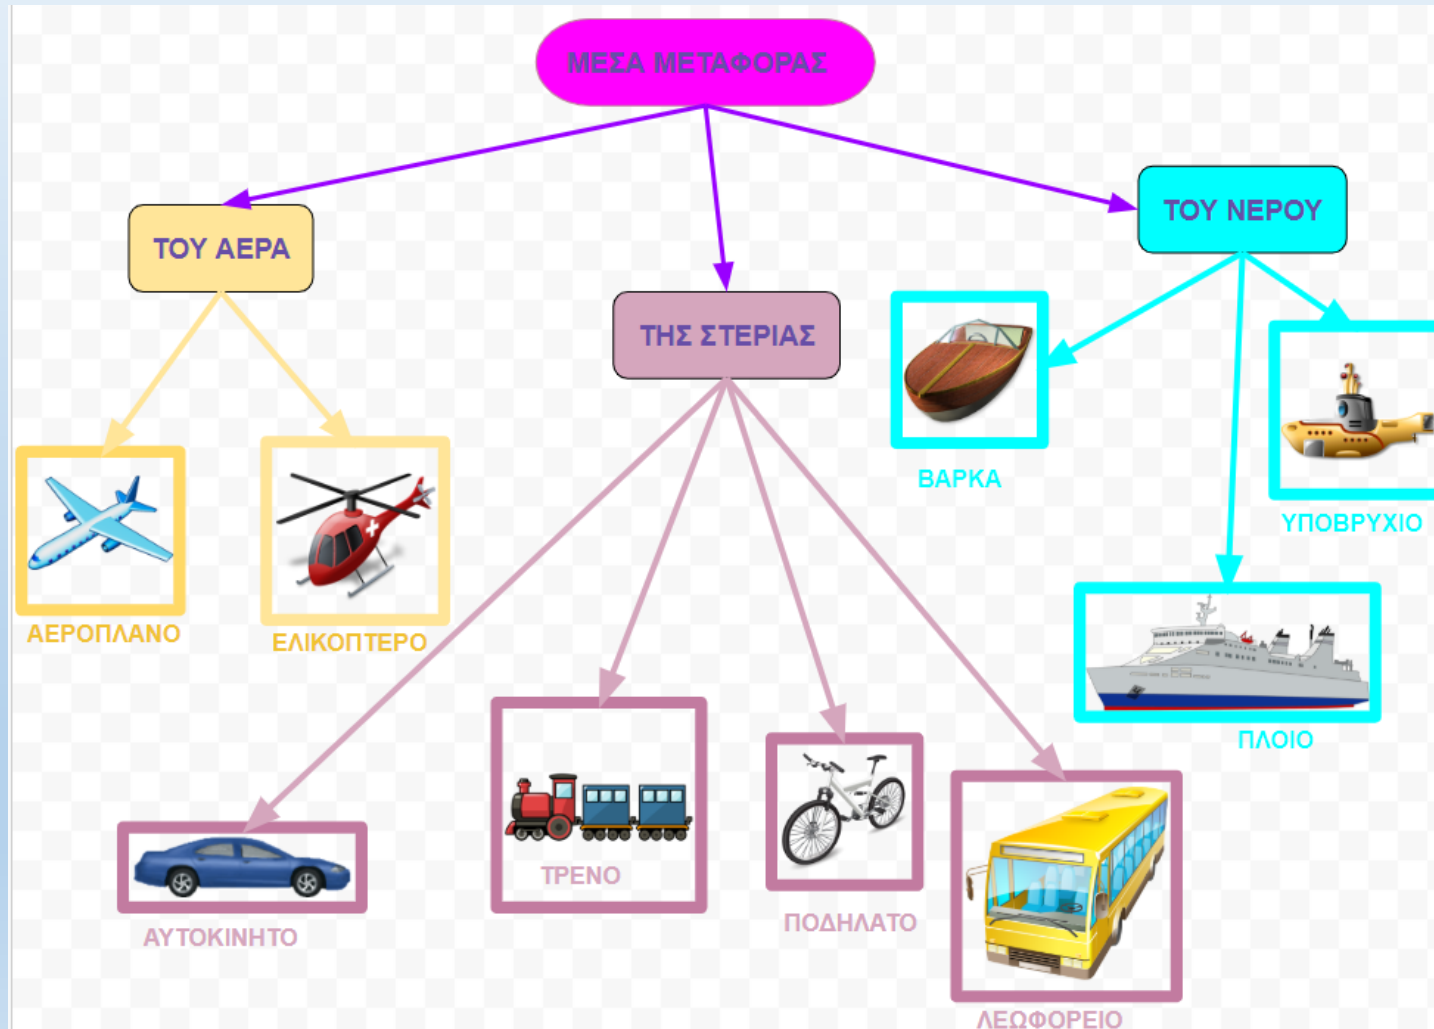 ΜΕΣΑ ΜΕΤΑΦΟΡΑΣ
ΤΟΥ ΑΕΡΑ
ΤΗΣ ΣΤΕΡΙΑΣ
ΤΟΥ ΝΕΡΟΥ
ΑΕΡΟΠΛΑΝΟ
ΕΛΙΚΟΠΤΕΡΟ
ΒΑΡΚΑ
ΥΠΟΒΡΥΧΙΟ
ΠΛΟΙΟ
ΑΥΤΟΚΙΝΗΤΟ
ΤΡΕΝΟ
ΠΟΔΗΛΑΤΟ
ΛΕΩΦΟΡΕΙΟ